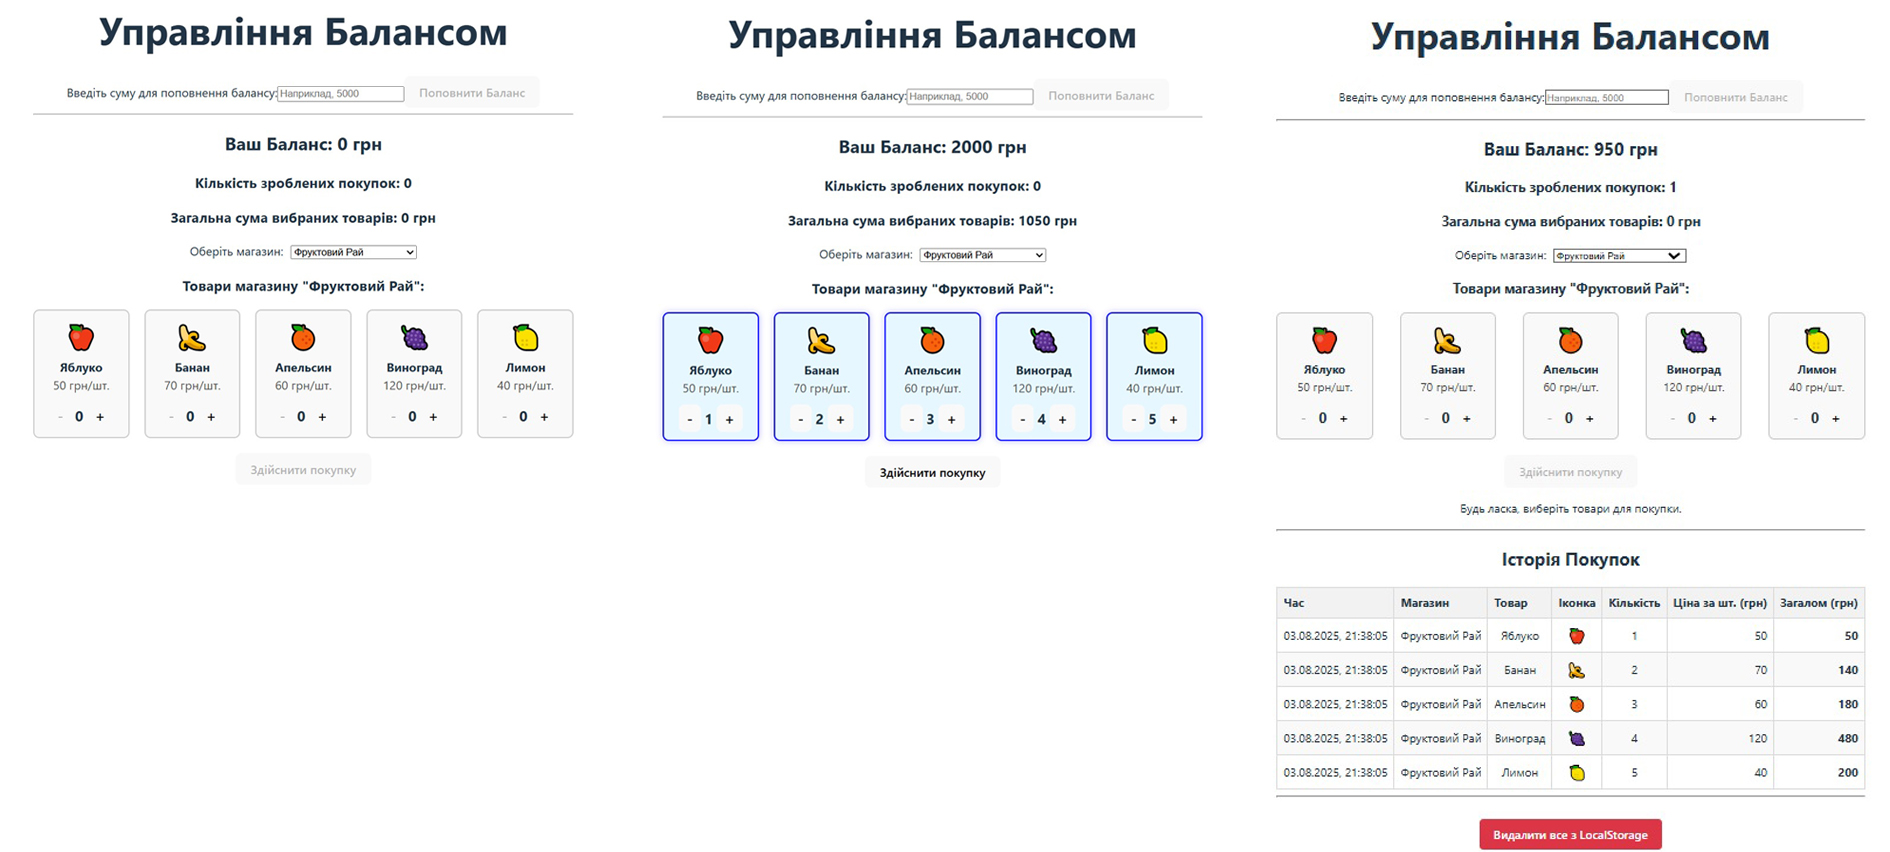 Управління Балансом
Введіть суму для поповнення балансу: Наприклад, 5000 Поповнити Баланс
Ваш Баланс: 0 грн
Кількість зроблених покупок: 0
Загальна сума вибраних товарів: 0 грн
Оберіть магазин: Фруктовий Рай
Товари магазину "Фруктовий Рай":
Яблуко Банан Апельсин Виноград Лимон
50 грн/шт. 70 грн/шт. 60 грн/шт. 120 грн/шт. 40 грн/шт.
- 0 + - 0 + - 0 + - 0 + - 0 +
Здійснити покупку
Управління Балансом
Введіть суму для поповнення балансу: Наприклад, 5000 Поповнити Баланс
Ваш Баланс: 2000 грн
Кількість зроблених покупок: 0
Загальна сума вибраних товарів: 1050 грн
Оберіть магазин: Фруктовий Рай
Товари магазину "Фруктовий Рай":
Яблуко Банан Апельсин Виноград Лимон
50 грн/шт. 70 грн/шт. 60 грн/шт. 120 грн/шт. 40 грн/шт.
- 1 + - 2 + - 3 + - 4 + - 5 +
Здійснити покупку
Управління Балансом
Введіть суму для поповнення балансу: Наприклад, 5000 Поповнити Баланс
Ваш Баланс: 950 грн
Кількість зроблених покупок: 1
Загальна сума вибраних товарів: 0 грн
Оберіть магазин: Фруктовий Рай
Товари магазину "Фруктовий Рай":
Яблуко Банан Апельсин Виноград Лимон
50 грн/шт. 70 грн/шт. 60 грн/шт. 120 грн/шт. 40 грн/шт.
- 0 + - 0 + - 0 + - 0 + - 0 +
Здійснити покупку
Будь ласка, виберіть товари для покупки.
Історія Покупок
Час Магазин Товар Іконка Кількість Ціна за шт. (грн) Загалом (грн)
03.08.2025, 21:38:05 Фруктовий Рай Яблуко 1 50 50
03.08.2025, 21:38:05 Фруктовий Рай Банан 2 70 140
03.08.2025, 21:38:05 Фруктовий Рай Апельсин 3 60 180
03.08.2025, 21:38:05 Фруктовий Рай Виноград 4 120 480
03.08.2025, 21:38:05 Фруктовий Рай Лимон 5 40 200
Видалити все з LocalStorage